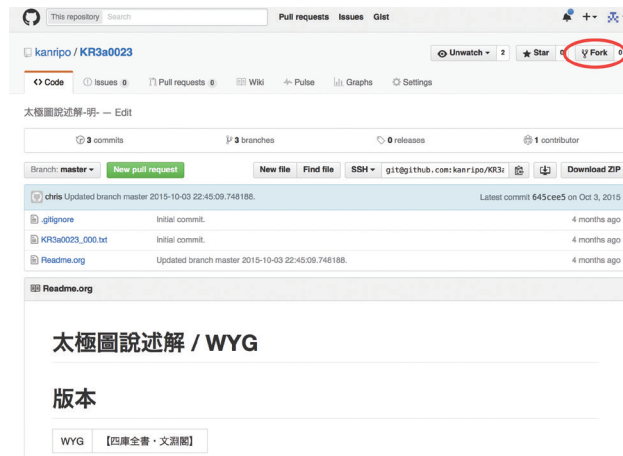 This repository Search Pull requests Issues Gist
kanripo / KR3a0023 Unwatch 2 Star 0 Fork 0
Code Issues 0 Pull requests 0 Wiki Pulse Graphs Settings
太極圖說述解-明- — Edit
3 commits 3 branches 0 releases 1 contributor
Branch: master New pull request New file Find file SSH git@github.com:kanripo/KR3a Download ZIP
chris Updated branch master 2015-10-03 22:45:09.748188. Latest commit 645cee5 on Oct 3, 2015
.gitignore Initial commit. 4 months ago
KR3a0023_000.txt Initial commit. 4 months ago
Readme.org Updated branch master 2015-10-03 22:45:09.748188. 4 months ago
Readme.org
太極圖說述解 / WYG
版本
WYG 【四庫全書・文淵閣】